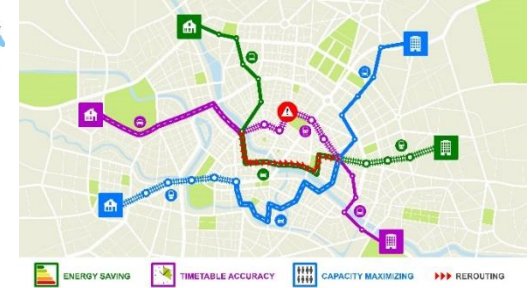 ENERGY SAVING
TIMETABLE ACCURACY
CAPACITY MAXIMIZING
REROUTING